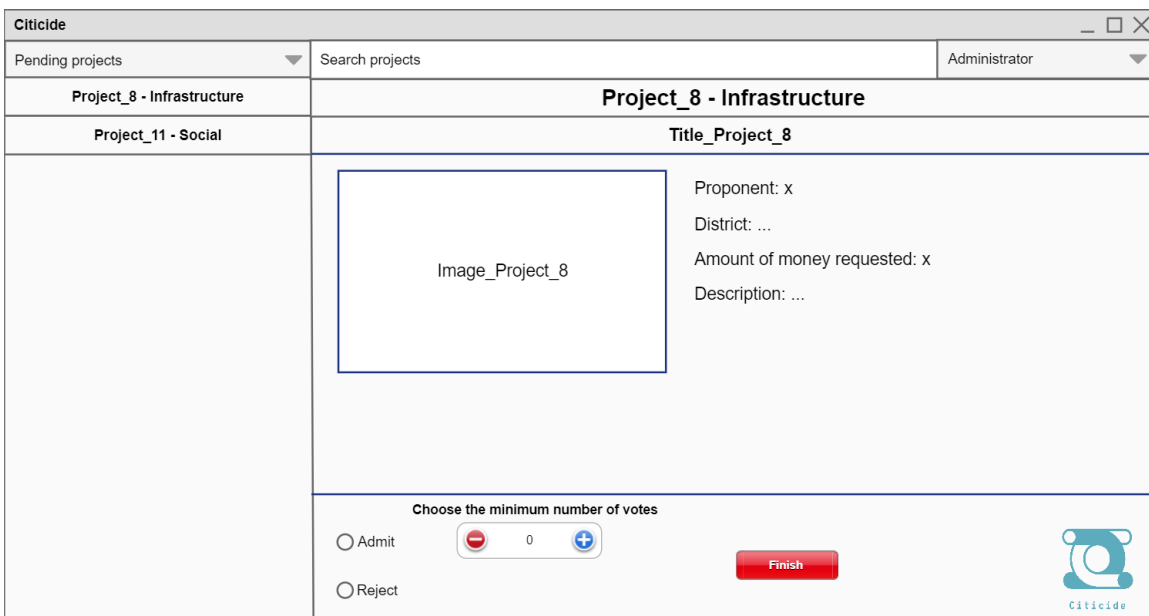 Citicide
Pending projects
Search projects
Administrator
Project_8 - Infrastructure
Project_11 - Social
Project_8 - Infrastructure
Title_Project_8
Image_Project_8
Proponent: x
District: ...
Amount of money requested: x
Description: ...
Choose the minimum number of votes
Admit
0
Reject
Finish
Citicide